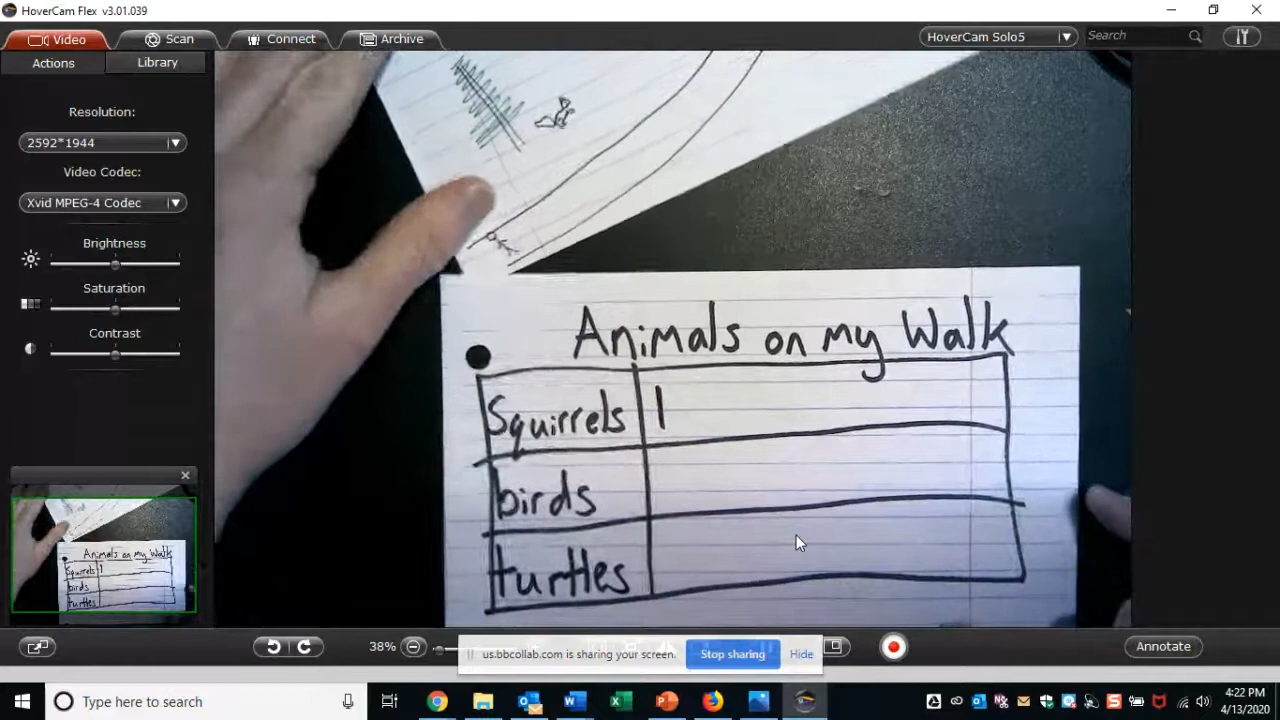 HoverCam Flex v3.01.039
Video
Scan
Connect
Archive
HoverCam Solo5
Search
Actions
Library
Resolution:
2592*1944
Video Codec:
Xvid MPEG-4 Codec
Brightness
Saturation
Contrast
Animals on my Walk
Squirrels |
birds
turtles
38%
us.bbcollab.com is sharing your screen.
Stop sharing
Hide
Annotate
Type here to search
4:22 PM
4/13/2020